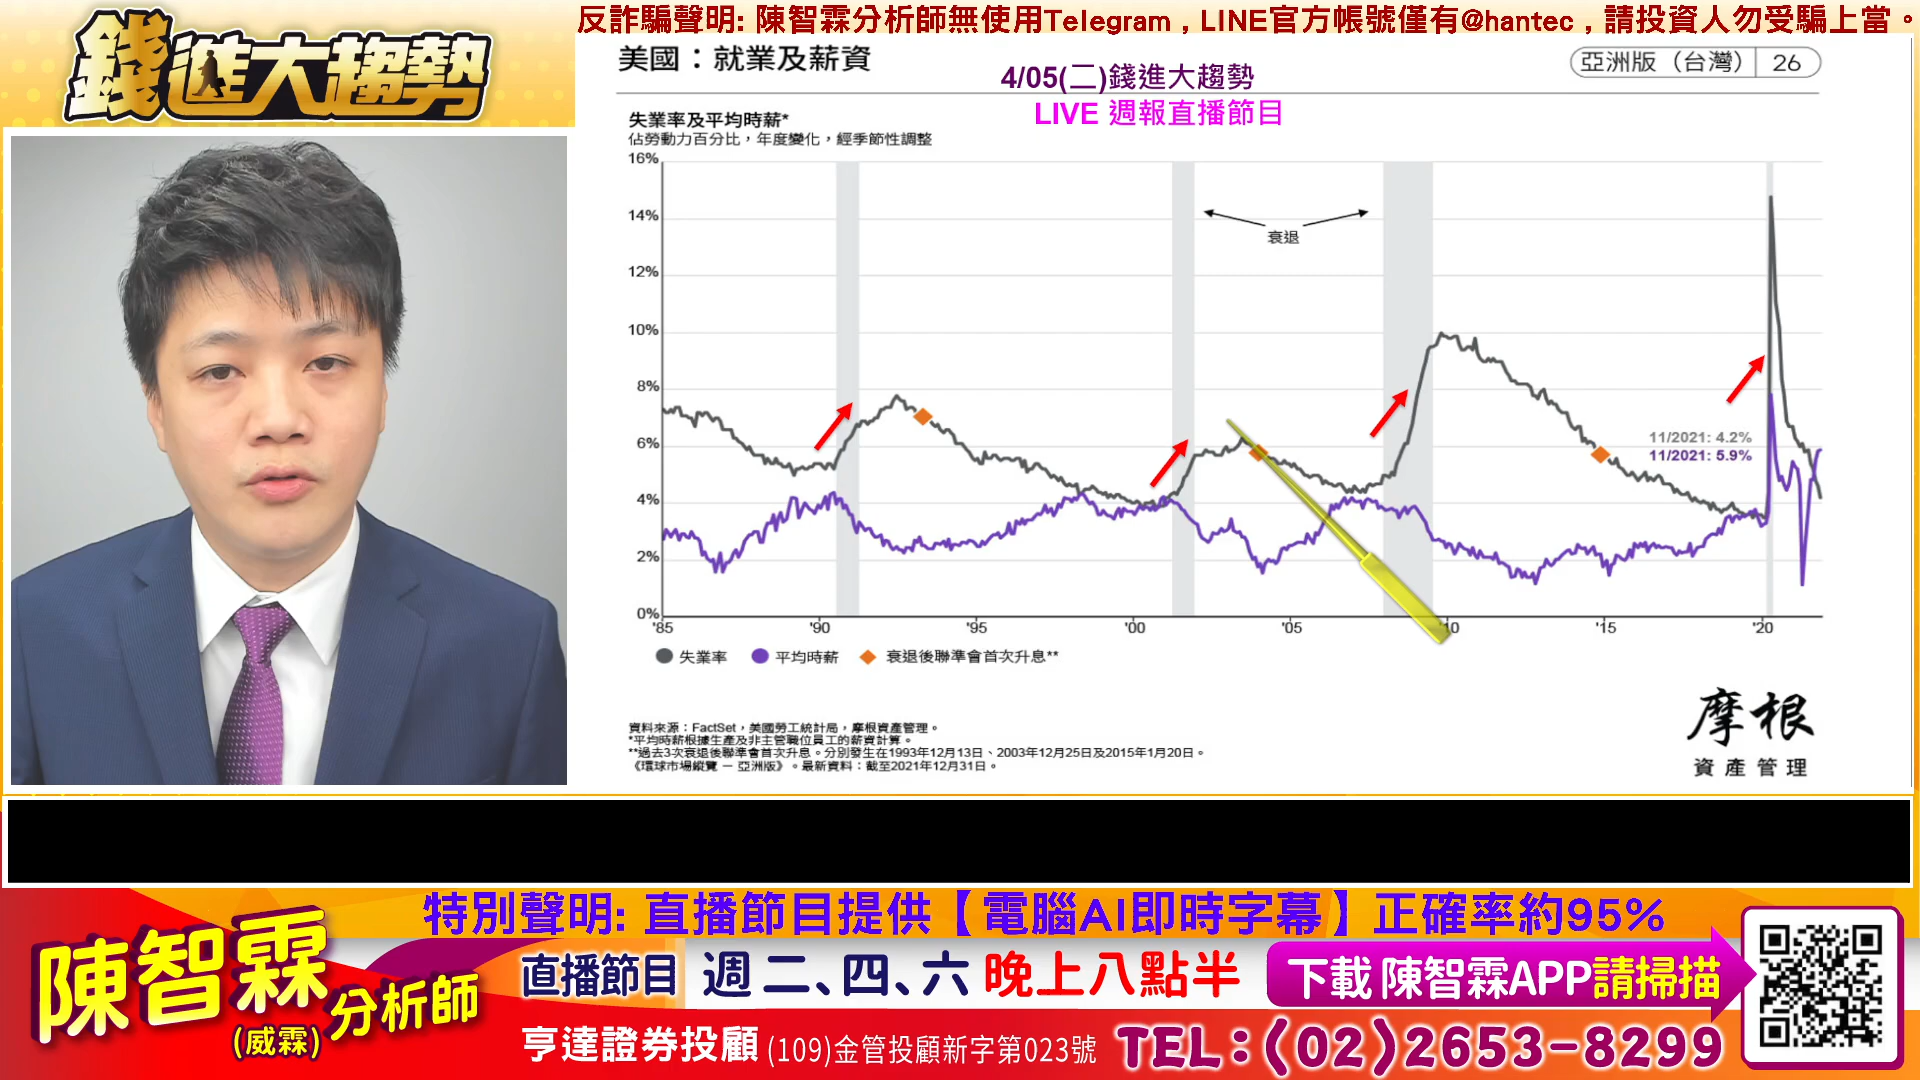 反詐騙聲明: 陳智霖分析師無使用Telegram，LINE官方帳號僅有@hantec，請投資人勿受騙上當。
錢進大趨勢
美國：就業及薪資
4/05(二)錢進大趨勢
LIVE 週報直播節目
亞洲版（台灣） 26
失業率及平均時薪*
佔勞動力百分比，年度變化，經季節性調整
16%
14%
12%
10%
8%
6%
4%
2%
0%
衰退
11/2021: 4.2%
11/2021: 5.9%
'85 '90 '95 '00 '05 '10 '15 '20
失業率 平均時薪 衰退後聯準會首次升息**
資料來源：FactSet，美國勞工統計局，摩根資產管理。
*平均時薪根據生產及非主管職位員工的薪資計算。
**過去3次衰退後聯準會首次升息。分別發生在1993年12月13日、2003年12月25日及2015年1月20日。
《環球市場縱覽 — 亞洲版》。最新資料：截至2021年12月31日。
摩根
資產管理
特別聲明: 直播節目提供【電腦AI即時字幕】正確率約95%
陳智霖分析師
(威霖)
直播節目 週二、四、六 晚上八點半
下載 陳智霖APP請掃描
亨達證券投顧 (109)金管投顧新字第023號 TEL：(02)2653-8299